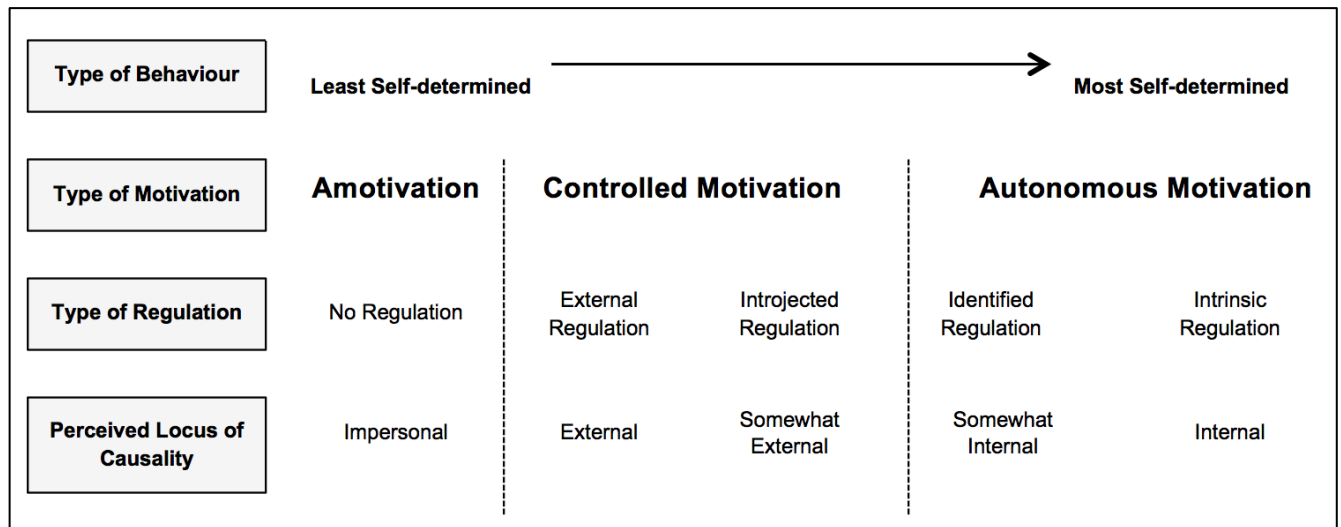 Type of Behaviour
Least Self-determined
Most Self-determined
Type of Motivation
Amotivation
Controlled Motivation
Autonomous Motivation
Type of Regulation
No Regulation
External
Regulation
Introjected
Regulation
Identified
Regulation
Intrinsic
Regulation
Perceived Locus of
Causality
Impersonal
External
Somewhat
External
Somewhat
Internal
Internal